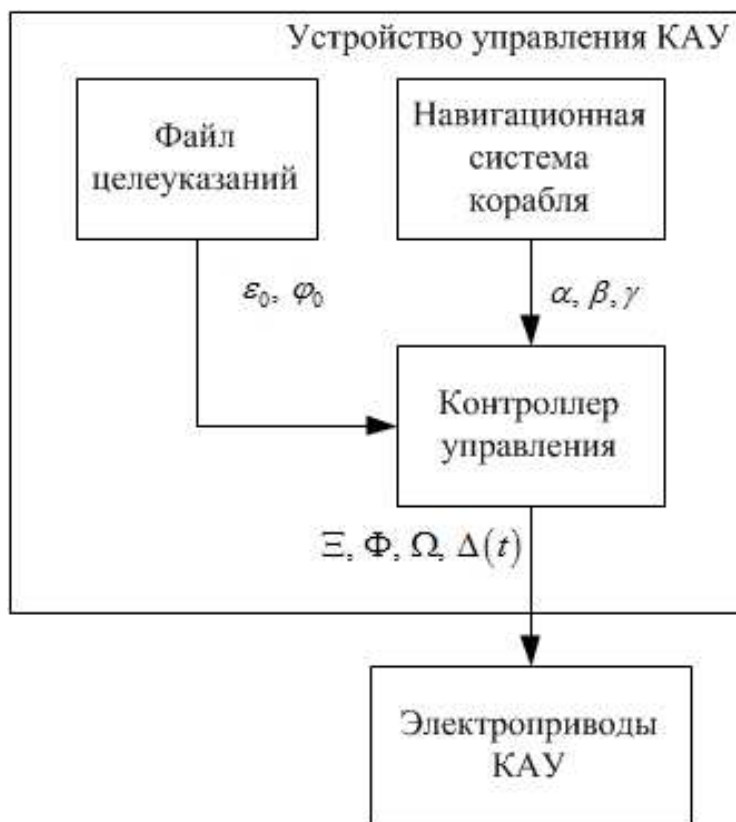 Устройство управления КАУ
Файл
целеуказаний
Навигационная
система
корабля
ε₀, φ₀
α, β, γ
Контроллер
управления
Ξ, Φ, Ω, Δ(t)
Электроприводы
КАУ